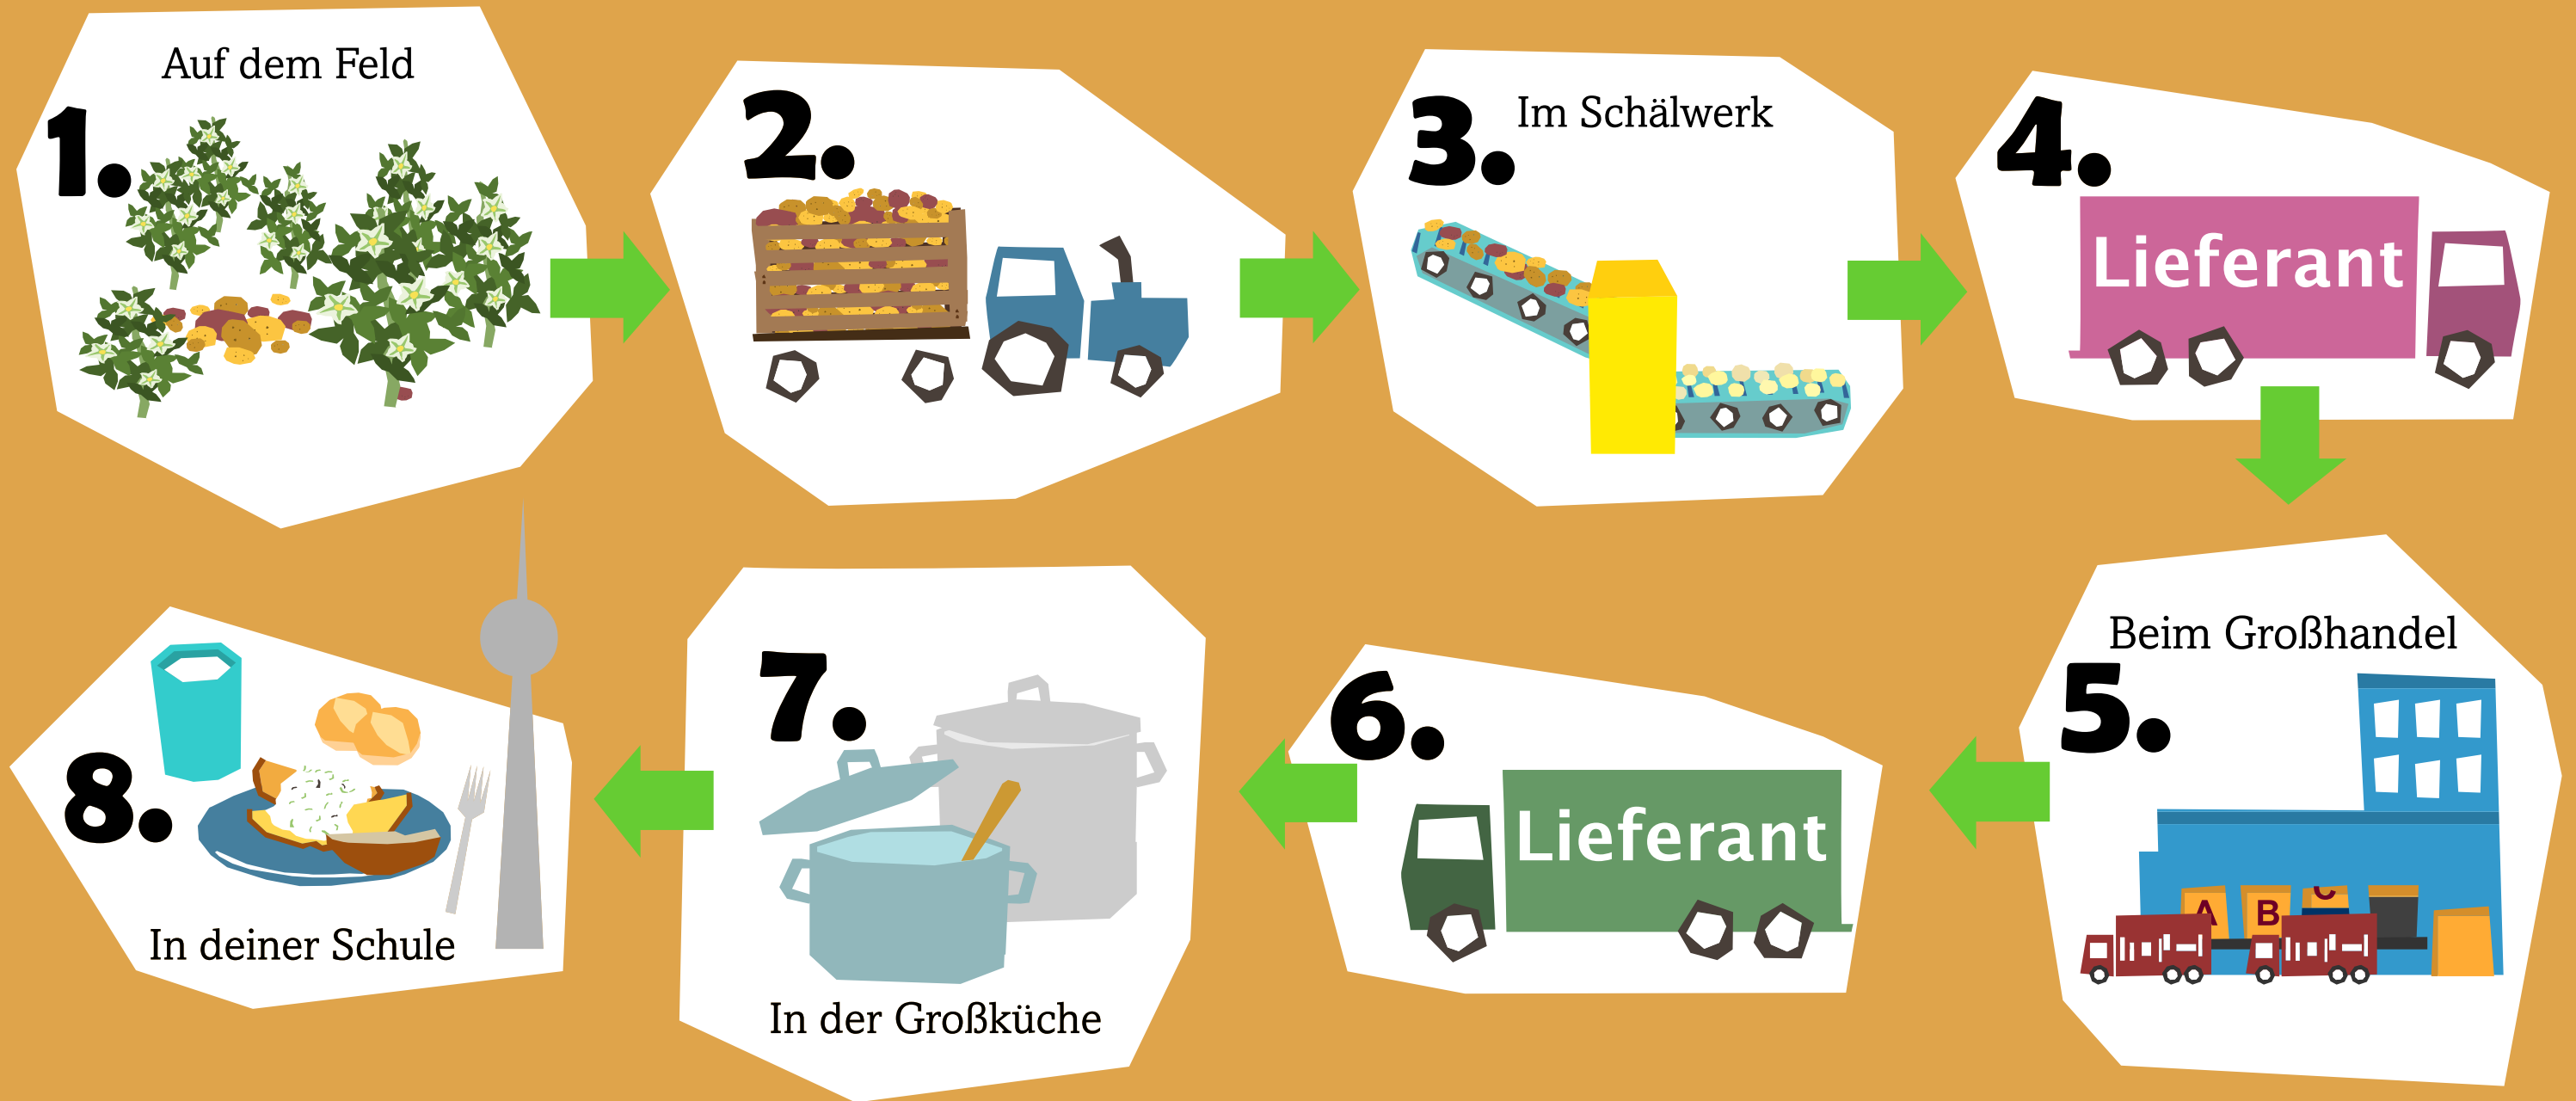 Auf dem Feld
1.
2.
3.
Im Schälwerk
4.
Lieferant
Beim Großhandel
5.
A
B
C
6.
Lieferant
7.
In der Großküche
8.
In deiner Schule